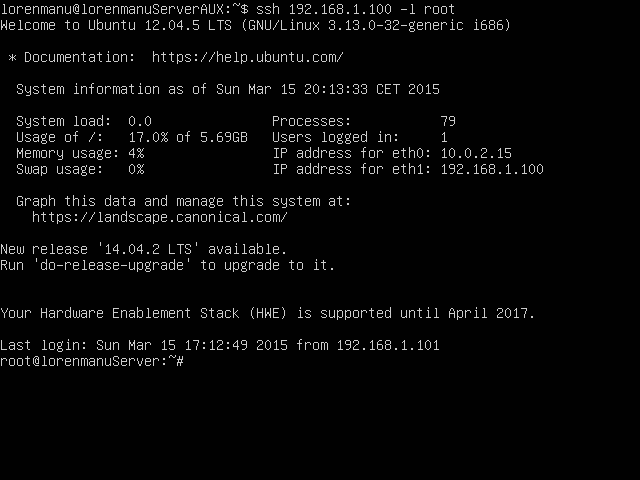 lorenmanu@lorenmanuServerAUX:~$ ssh 192.168.1.100 -l root
Welcome to Ubuntu 12.04.5 LTS (GNU/Linux 3.13.0-32-generic i686)
* Documentation:  https://help.ubuntu.com/
System information as of Sun Mar 15 20:13:33 CET 2015
System load:  0.0               Processes:           79
Usage of /:   17.0% of 5.69GB   Users logged in:     1
Memory usage: 4%                IP address for eth0: 10.0.2.15
Swap usage:   0%                IP address for eth1: 192.168.1.100
Graph this data and manage this system at:
https://landscape.canonical.com/
New release '14.04.2 LTS' available.
Run 'do-release-upgrade' to upgrade to it.
Your Hardware Enablement Stack (HWE) is supported until April 2017.
Last login: Sun Mar 15 17:12:49 2015 from 192.168.1.101
root@lorenmanuServer:~#